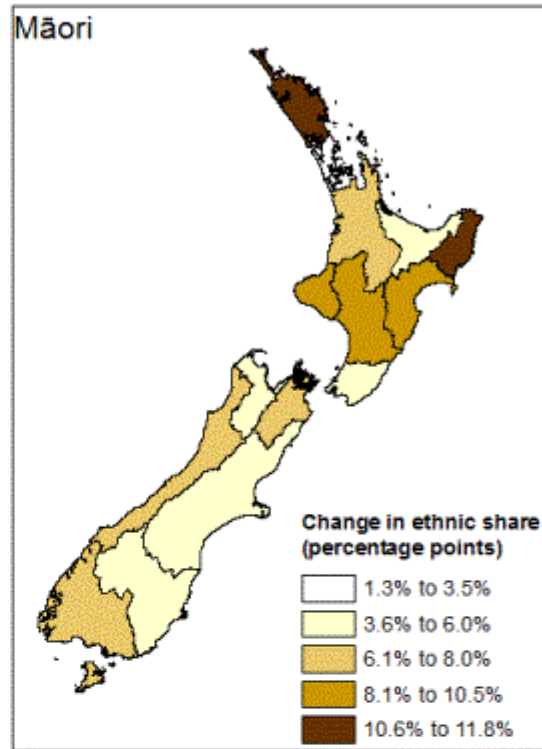 Māori
Change in ethnic share
(percentage points)
1.3% to 3.5%
3.6% to 6.0%
6.1% to 8.0%
8.1% to 10.5%
10.6% to 11.8%